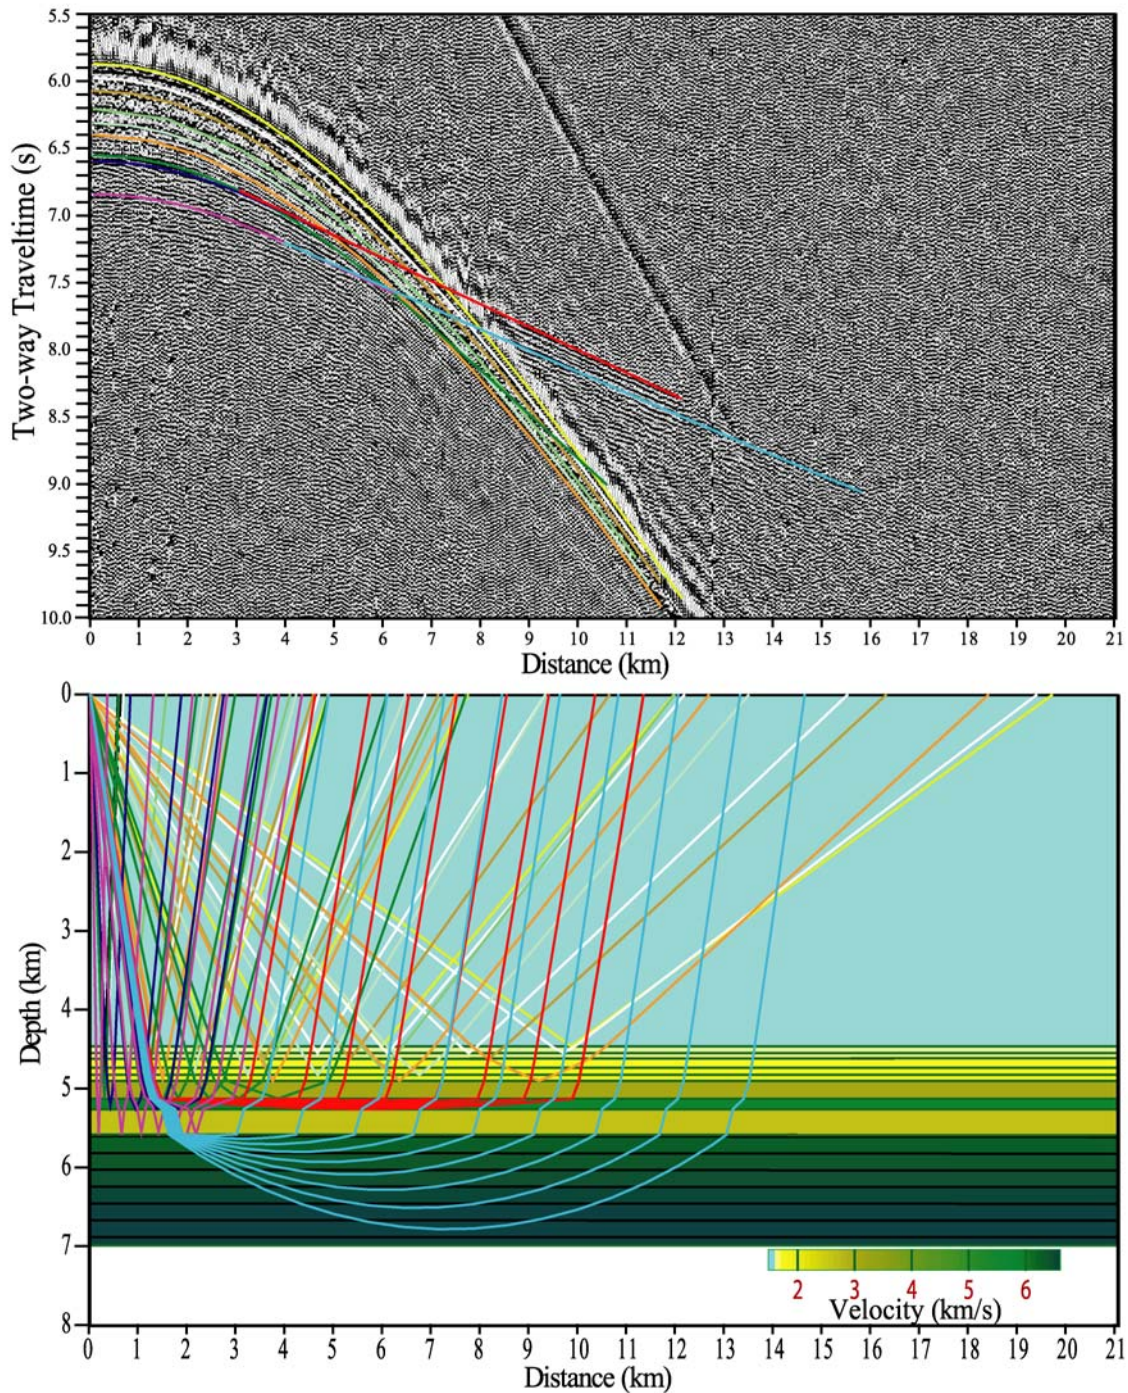 5.5
6.0
6.5
7.0
7.5
8.0
8.5
9.0
9.5
10.0
Two-way Traveltime (s)
0 1 2 3 4 5 6 7 8 9 10 11 12 13 14 15 16 17 18 19 20 21
Distance (km)
0
1
2
3
4
5
6
7
8
Depth (km)
2 3 4 5 6
Velocity (km/s)
0 1 2 3 4 5 6 7 8 9 10 11 12 13 14 15 16 17 18 19 20 21
Distance (km)